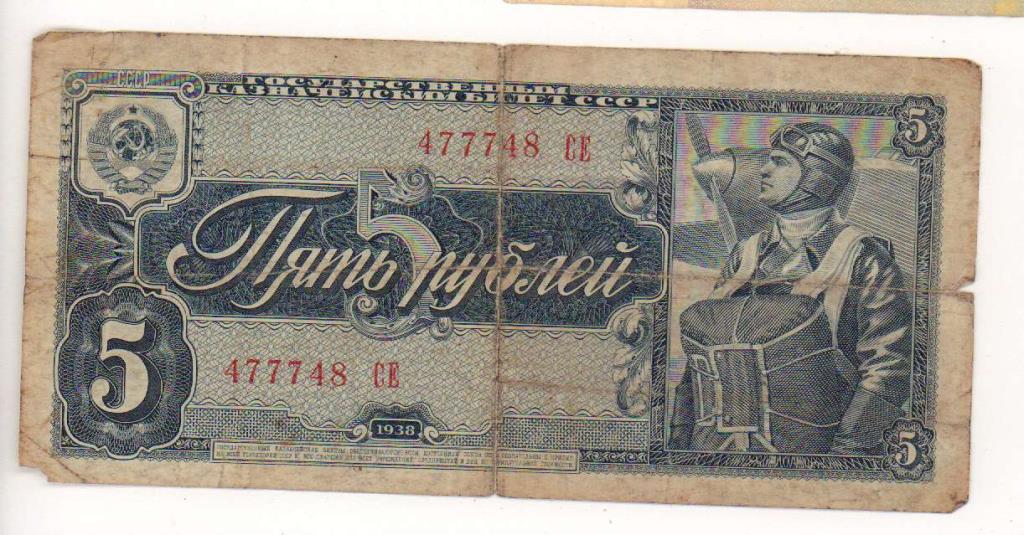 СССР
ГОСУДАРСТВЕННЫЙ
КАЗНАЧЕЙСКИЙ БИЛЕТ СССР
5
477748 СЕ
5
Пять рублей
5
477748 СЕ
1938
5